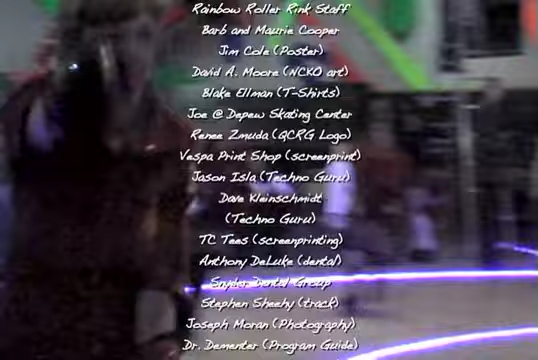 Rainbow Roller Rink Staff
Barb and Maurie Cooper
Jim Cole (Poster)
David A. Moore (NCKO art)
Blake Ellman (T-Shirts)
Joe @ Depew Skating Center
Renee Zmuda (QCRG Logo)
Vespa Print Shop (screenprint)
Jason Isla (Techno Guru)
Dave Kleinschmidt
(Techno Guru)
TC Tees (screenprinting)
Anthony DeLuke (dental)
Snyder Dental Group
Stephen Sheehy (track)
Joseph Moran (Photography)
Dr. Dementer (Program Guide)